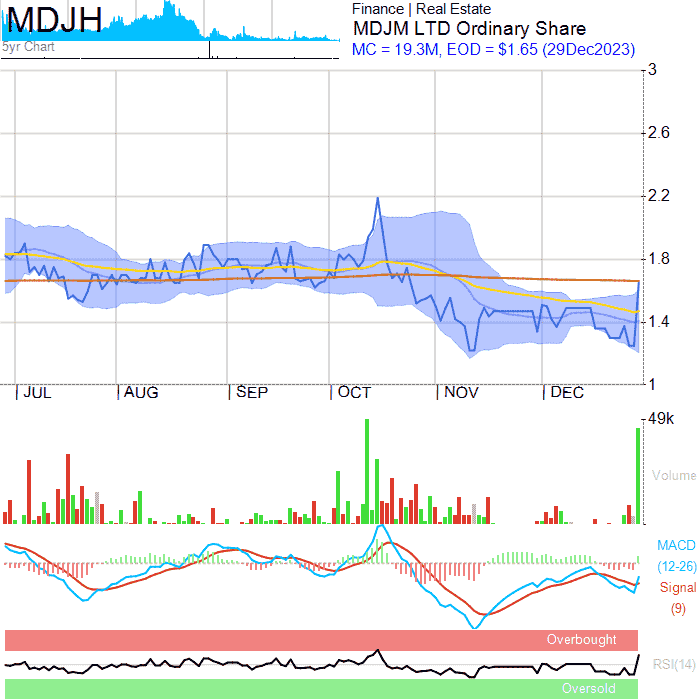 MDJH
5yr Chart
Finance | Real Estate
MDJM LTD Ordinary Share
MC = 19.3M, EOD = $1.65 (29Dec2023)
3
2.6
2.2
1.8
1.4
1
JUL
AUG
SEP
OCT
NOV
DEC
49k
Volume
MACD
(12-26)
Signal
(9)
Overbought
RSI(14)
Oversold